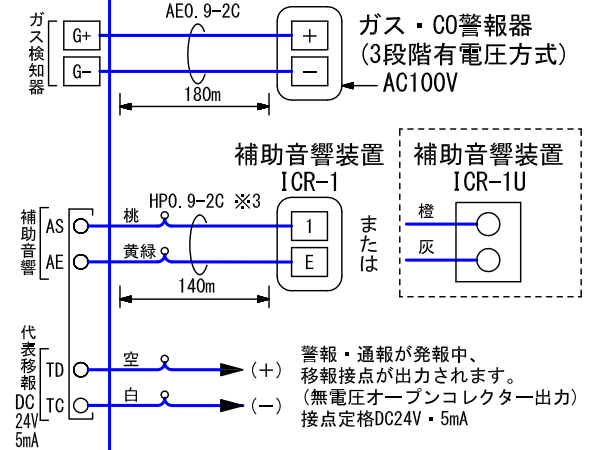 ガス検知器
G+
G−
AE0.9-2C
180m
+
−
ガス・CO警報器
(3段階有電圧方式)
AC100V
補助音響装置
ICR-1
補助音響装置
ICR-1U
補助音響
AS
AE
桃
黄緑
HP0.9-2C ※3
140m
1
E
または
橙
灰
代表移報
DC
24V
5mA
TD
TC
空
白
(+)
(−)
警報・通報が発報中、
移報接点が出力されます。
(無電圧オープンコレクター出力)
接点定格DC24V・5mA